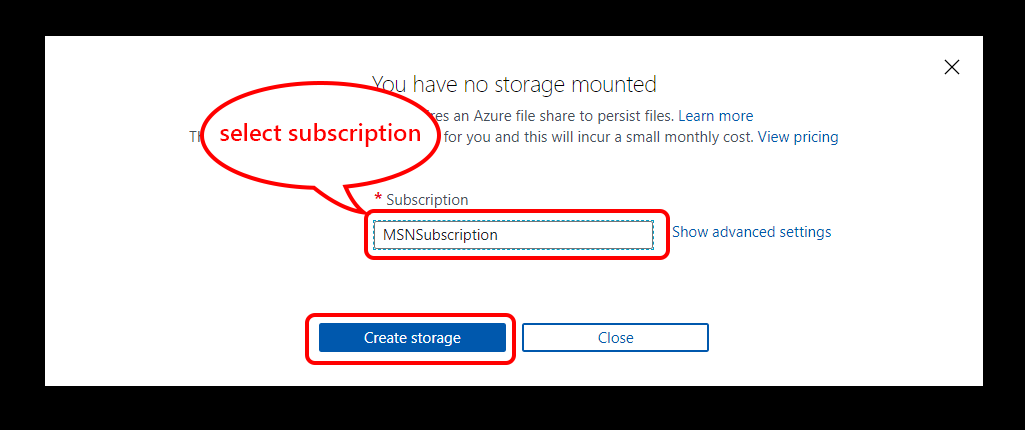 You have no storage mounted
res an Azure file share to persist files. Learn more
Th for you and this will incur a small monthly cost. View pricing
select subscription
* Subscription
MSNSubscription
Show advanced settings
Create storage
Close